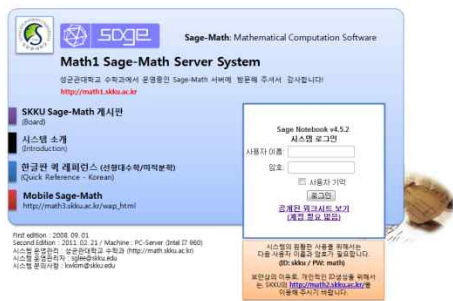 SDGE
Sage-Math: Mathematical Computation Software
Math1 Sage-Math Server System
성균관대학교 수학과에서 운영중인 Sage-Math 서버에 방문해 주셔서 감사합니다!
http://math1.skku.ac.kr
SKKU Sage-Math 게시판
(Board)
시스템 소개
(Introduction)
한글판 퀵 레퍼런스 (선형대수학/미적분학)
(Quick Reference - Korean)
Mobile Sage-Math
http://math3.skku.ac.kr/wap_html
Sage Notebook v4.5.2
시스템 로그인
사용자 이름:
암호:
사용자 기억
로그인
공개된 워크시트 보기
(계정 필요 없음)
First edition : 2008. 09. 01
Second Edition : 2011. 02. 21 / Machine : PC-Server (Intel I7 960)
시스템 운영관리 : 성균관대학교 수학과 (http://math.skku.ac.kr)
시스템 운영관리자 : sglee@skku.edu
시스템 문의사항 : kwkim@skku.edu
시스템의 원활한 사용을 위해서는
다음 사용자 이름과 암호가 필요합니다.
(ID: skku / PW: math)
보안상의 이유로, 개인적인 ID생성을 위해서
는, SKKU의 http://math2.skku.ac.kr/를
이용해 주시기 바랍니다.